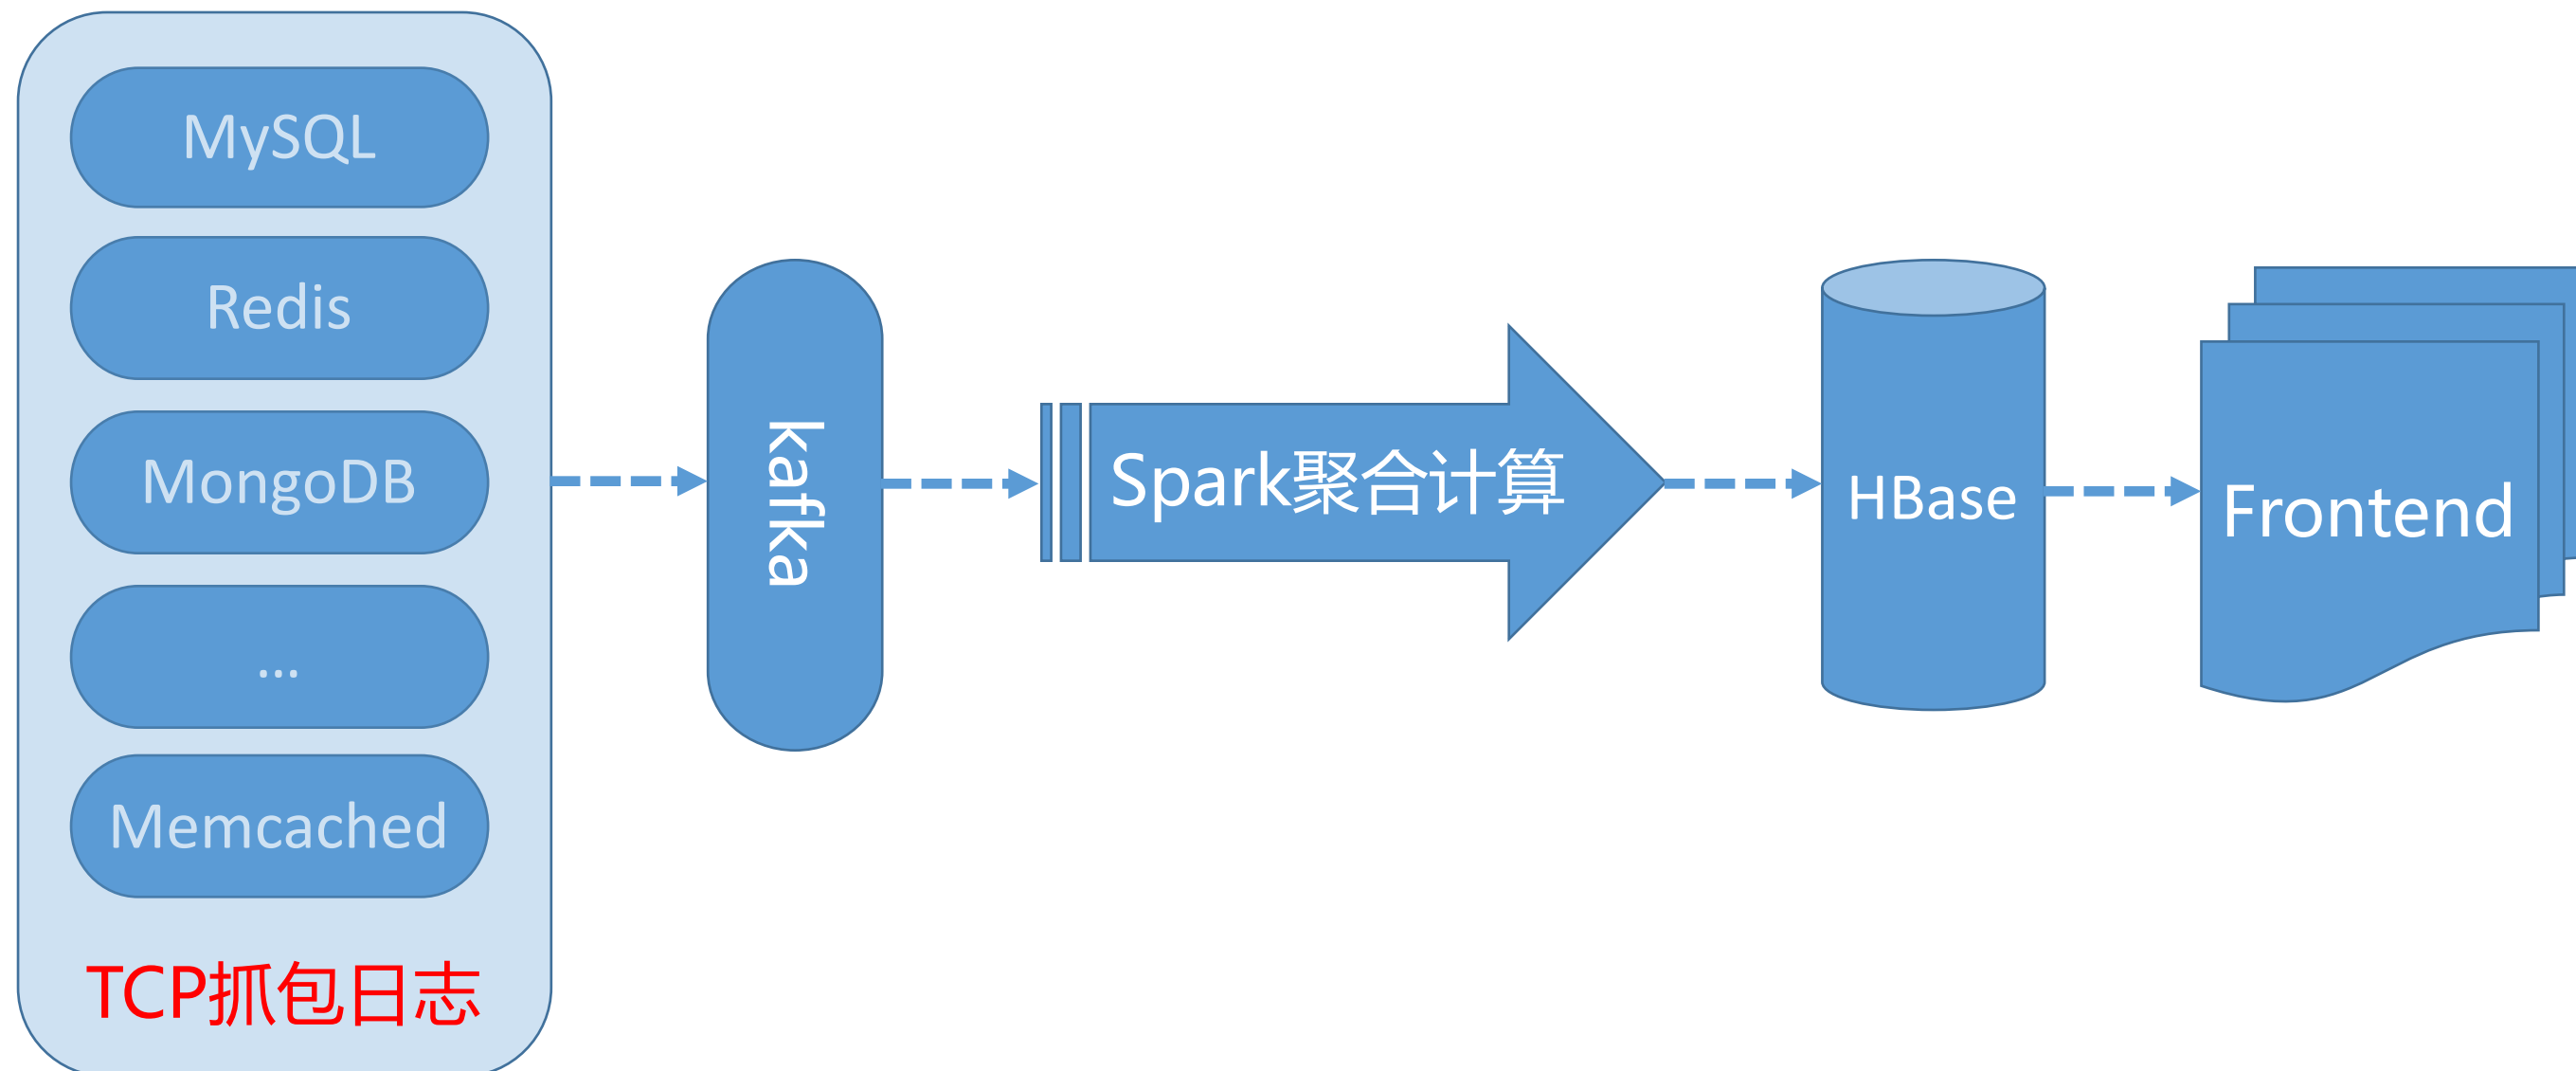 MySQL
Redis
MongoDB
...
Memcached
TCP抓包日志
kafka
Spark聚合计算
HBase
Frontend